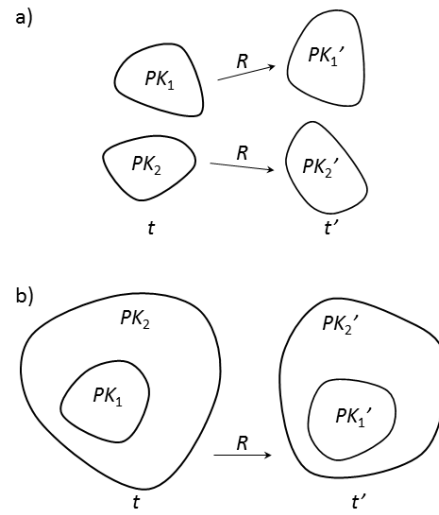 a)
PK₁ R PK₁’
PK₂ R PK₂’
t t’
b)
PK₂ PK₂’
PK₁ PK₁’
R
t t’